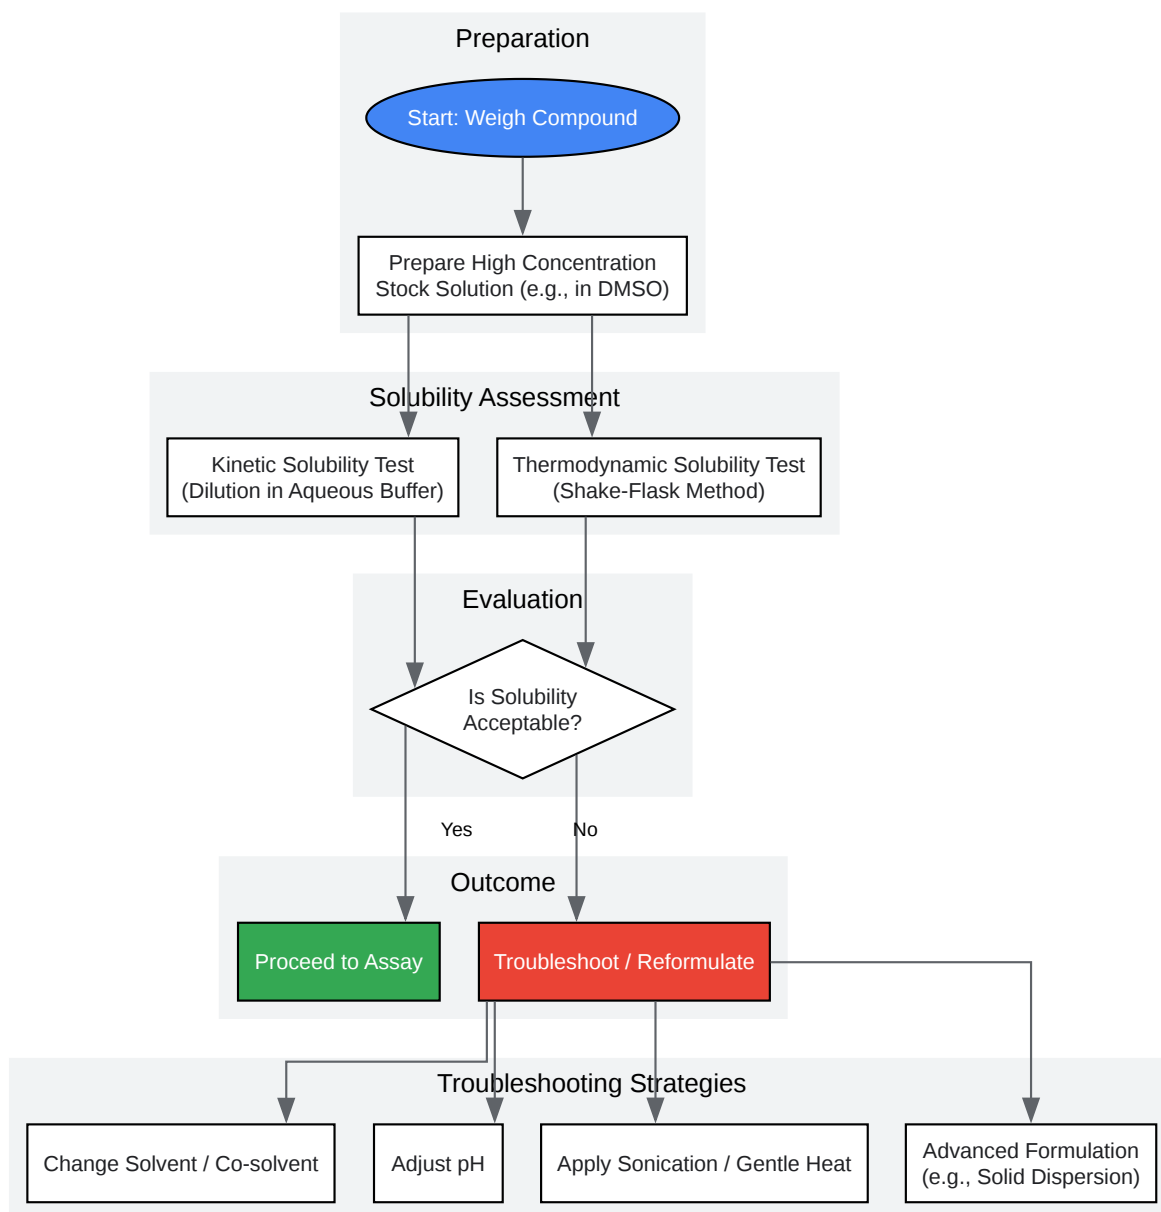 Preparation
Start: Weigh Compound
Prepare High Concentration
Stock Solution (e.g., in DMSO)
Solubility Assessment
Kinetic Solubility Test
(Dilution in Aqueous Buffer)
Thermodynamic Solubility Test
(Shake-Flask Method)
Evaluation
Is Solubility
Acceptable?
Yes
No
Outcome
Proceed to Assay
Troubleshoot / Reformulate
Troubleshooting Strategies
Change Solvent / Co-solvent
Adjust pH
Apply Sonication / Gentle Heat
Advanced Formulation
(e.g., Solid Dispersion)